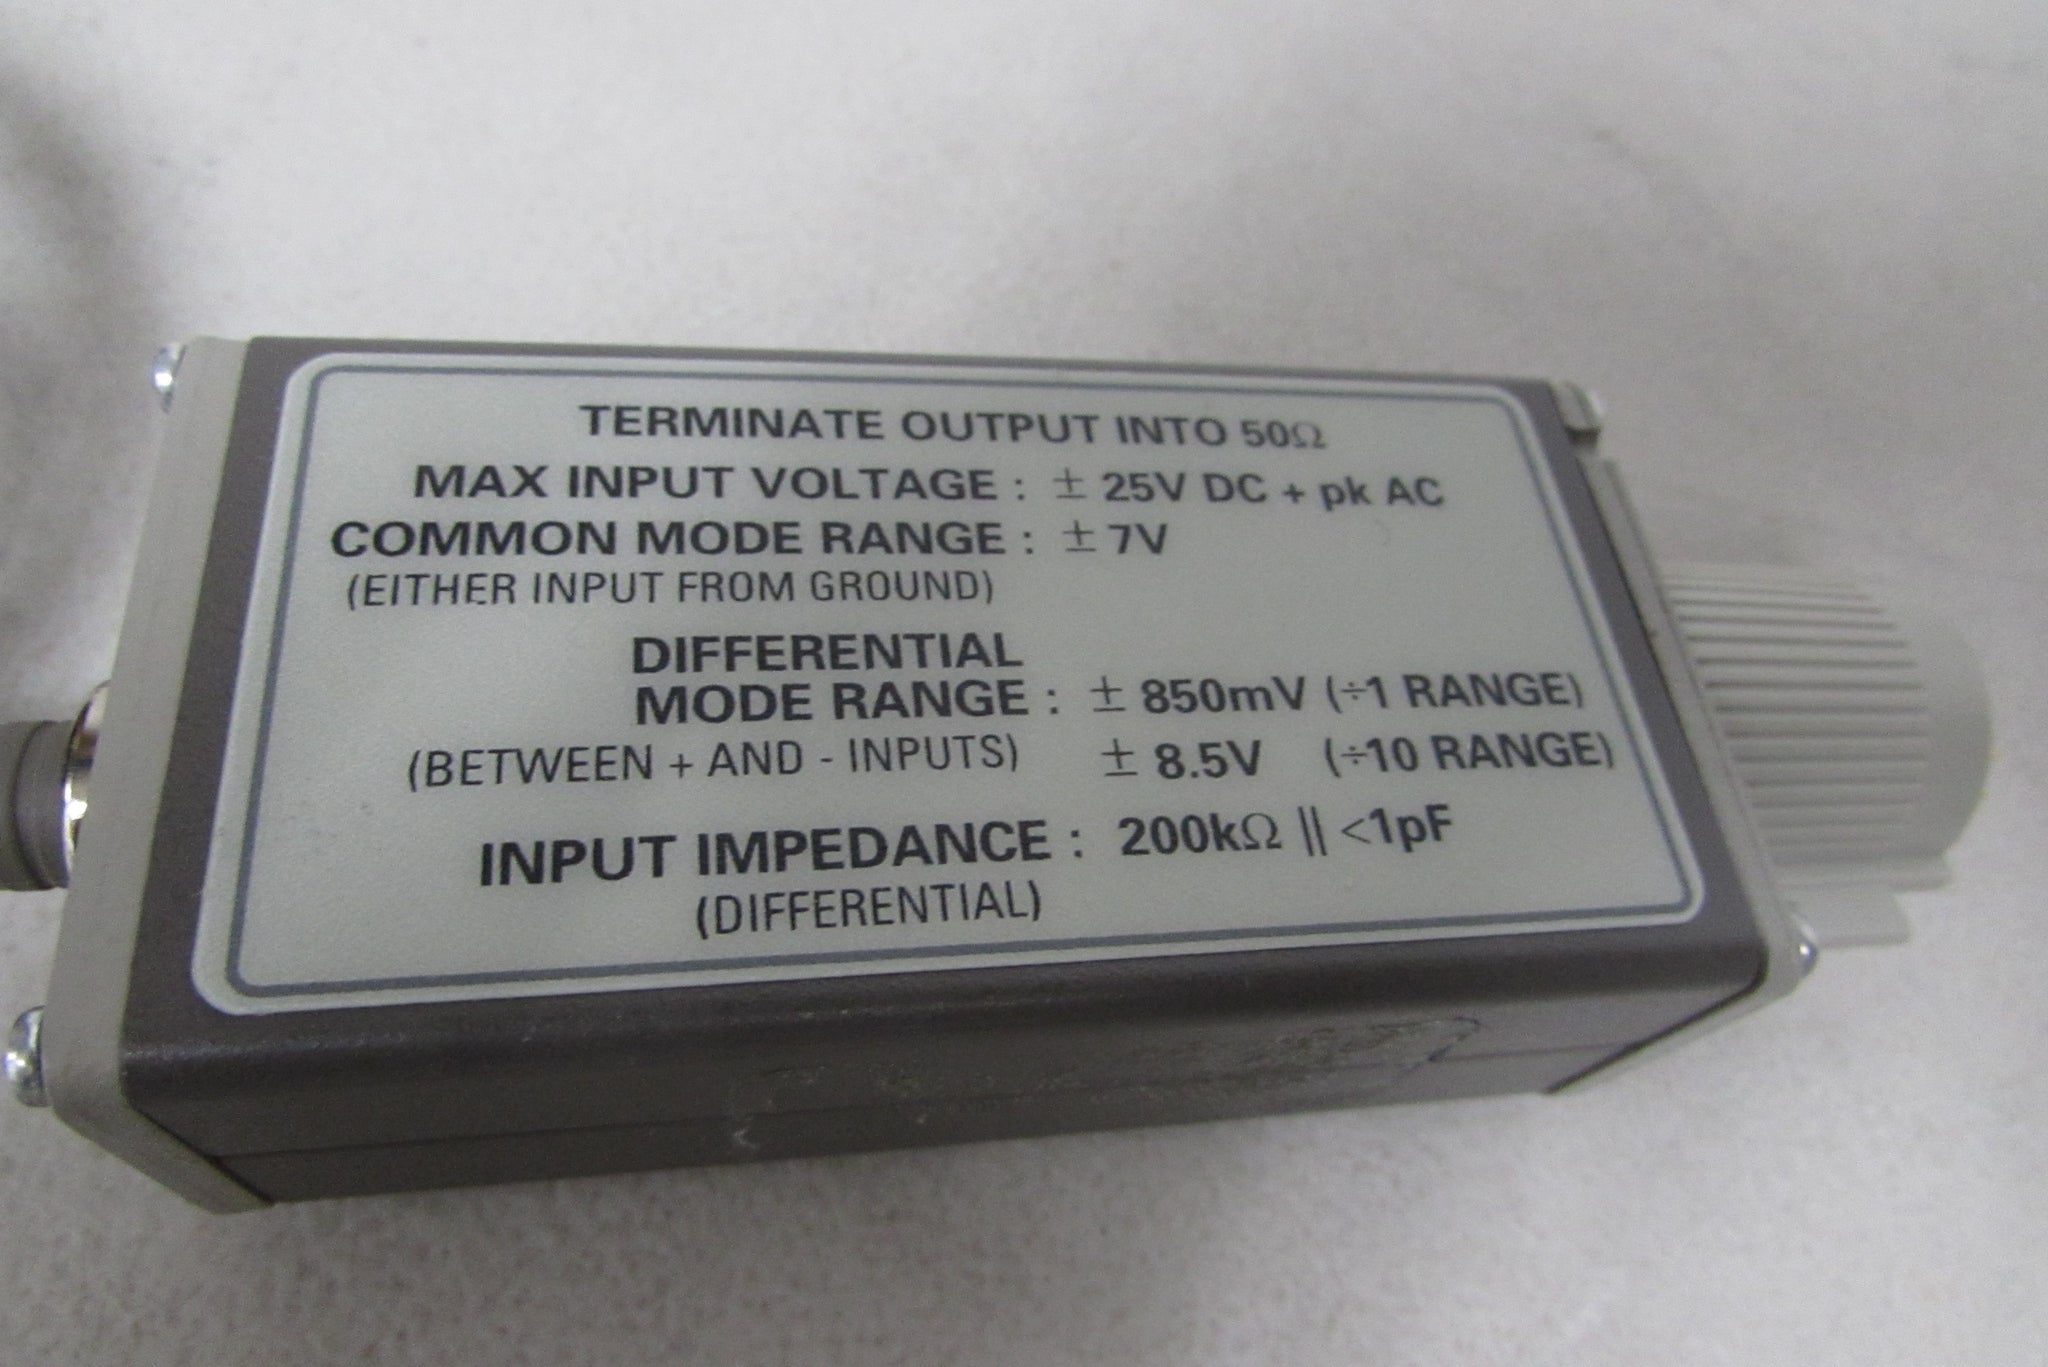 TERMINATE OUTPUT INTO 50Ω
MAX INPUT VOLTAGE : ± 25V DC + pk AC
COMMON MODE RANGE : ± 7V
(EITHER INPUT FROM GROUND)
DIFFERENTIAL
MODE RANGE : ± 850mV (÷1 RANGE)
(BETWEEN + AND - INPUTS) ± 8.5V (÷10 RANGE)
INPUT IMPEDANCE : 200kΩ || <1pF
(DIFFERENTIAL)